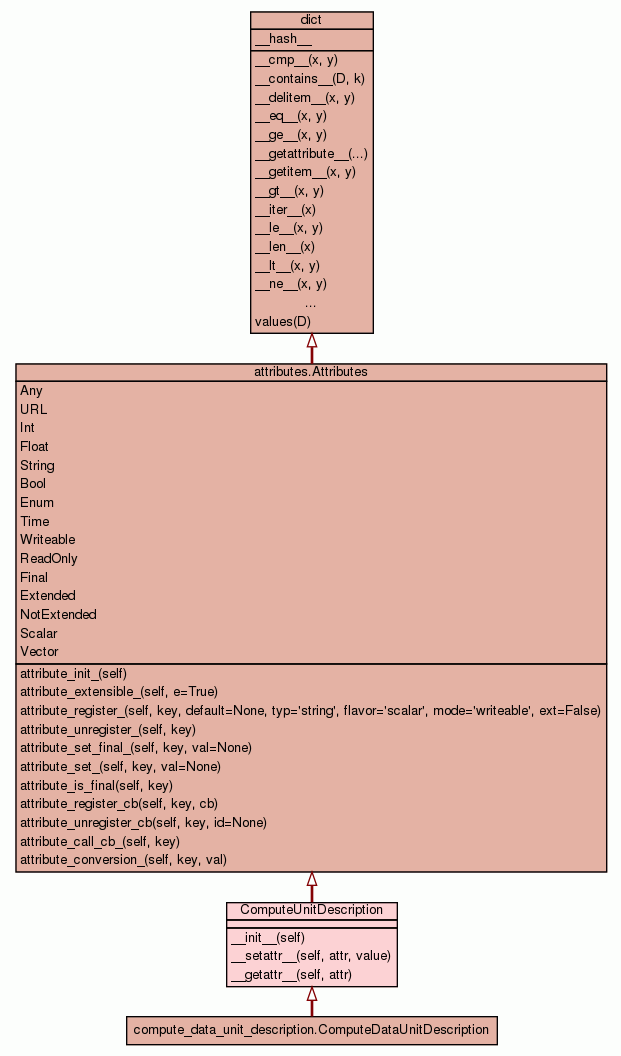 dict
__hash__
__cmp__(x, y)
__contains__(D, k)
__delitem__(x, y)
__eq__(x, y)
__ge__(x, y)
__getattribute__(...)
__getitem__(x, y)
__gt__(x, y)
__iter__(x)
__le__(x, y)
__len__(x)
__lt__(x, y)
__ne__(x, y)
...
values(D)
attributes.Attributes
Any
URL
Int
Float
String
Bool
Enum
Time
Writeable
ReadOnly
Final
Extended
NotExtended
Scalar
Vector
attribute_init_(self)
attribute_extensible_(self, e=True)
attribute_register_(self, key, default=None, typ='string', flavor='scalar', mode='writeable', ext=False)
attribute_unregister_(self, key)
attribute_set_final_(self, key, val=None)
attribute_set_(self, key, val=None)
attribute_is_final(self, key)
attribute_register_cb(self, key, cb)
attribute_unregister_cb(self, key, id=None)
attribute_call_cb_(self, key)
attribute_conversion_(self, key, val)
ComputeUnitDescription
__init__(self)
__setattr__(self, attr, value)
__getattr__(self, attr)
compute_data_unit_description.ComputeDataUnitDescription